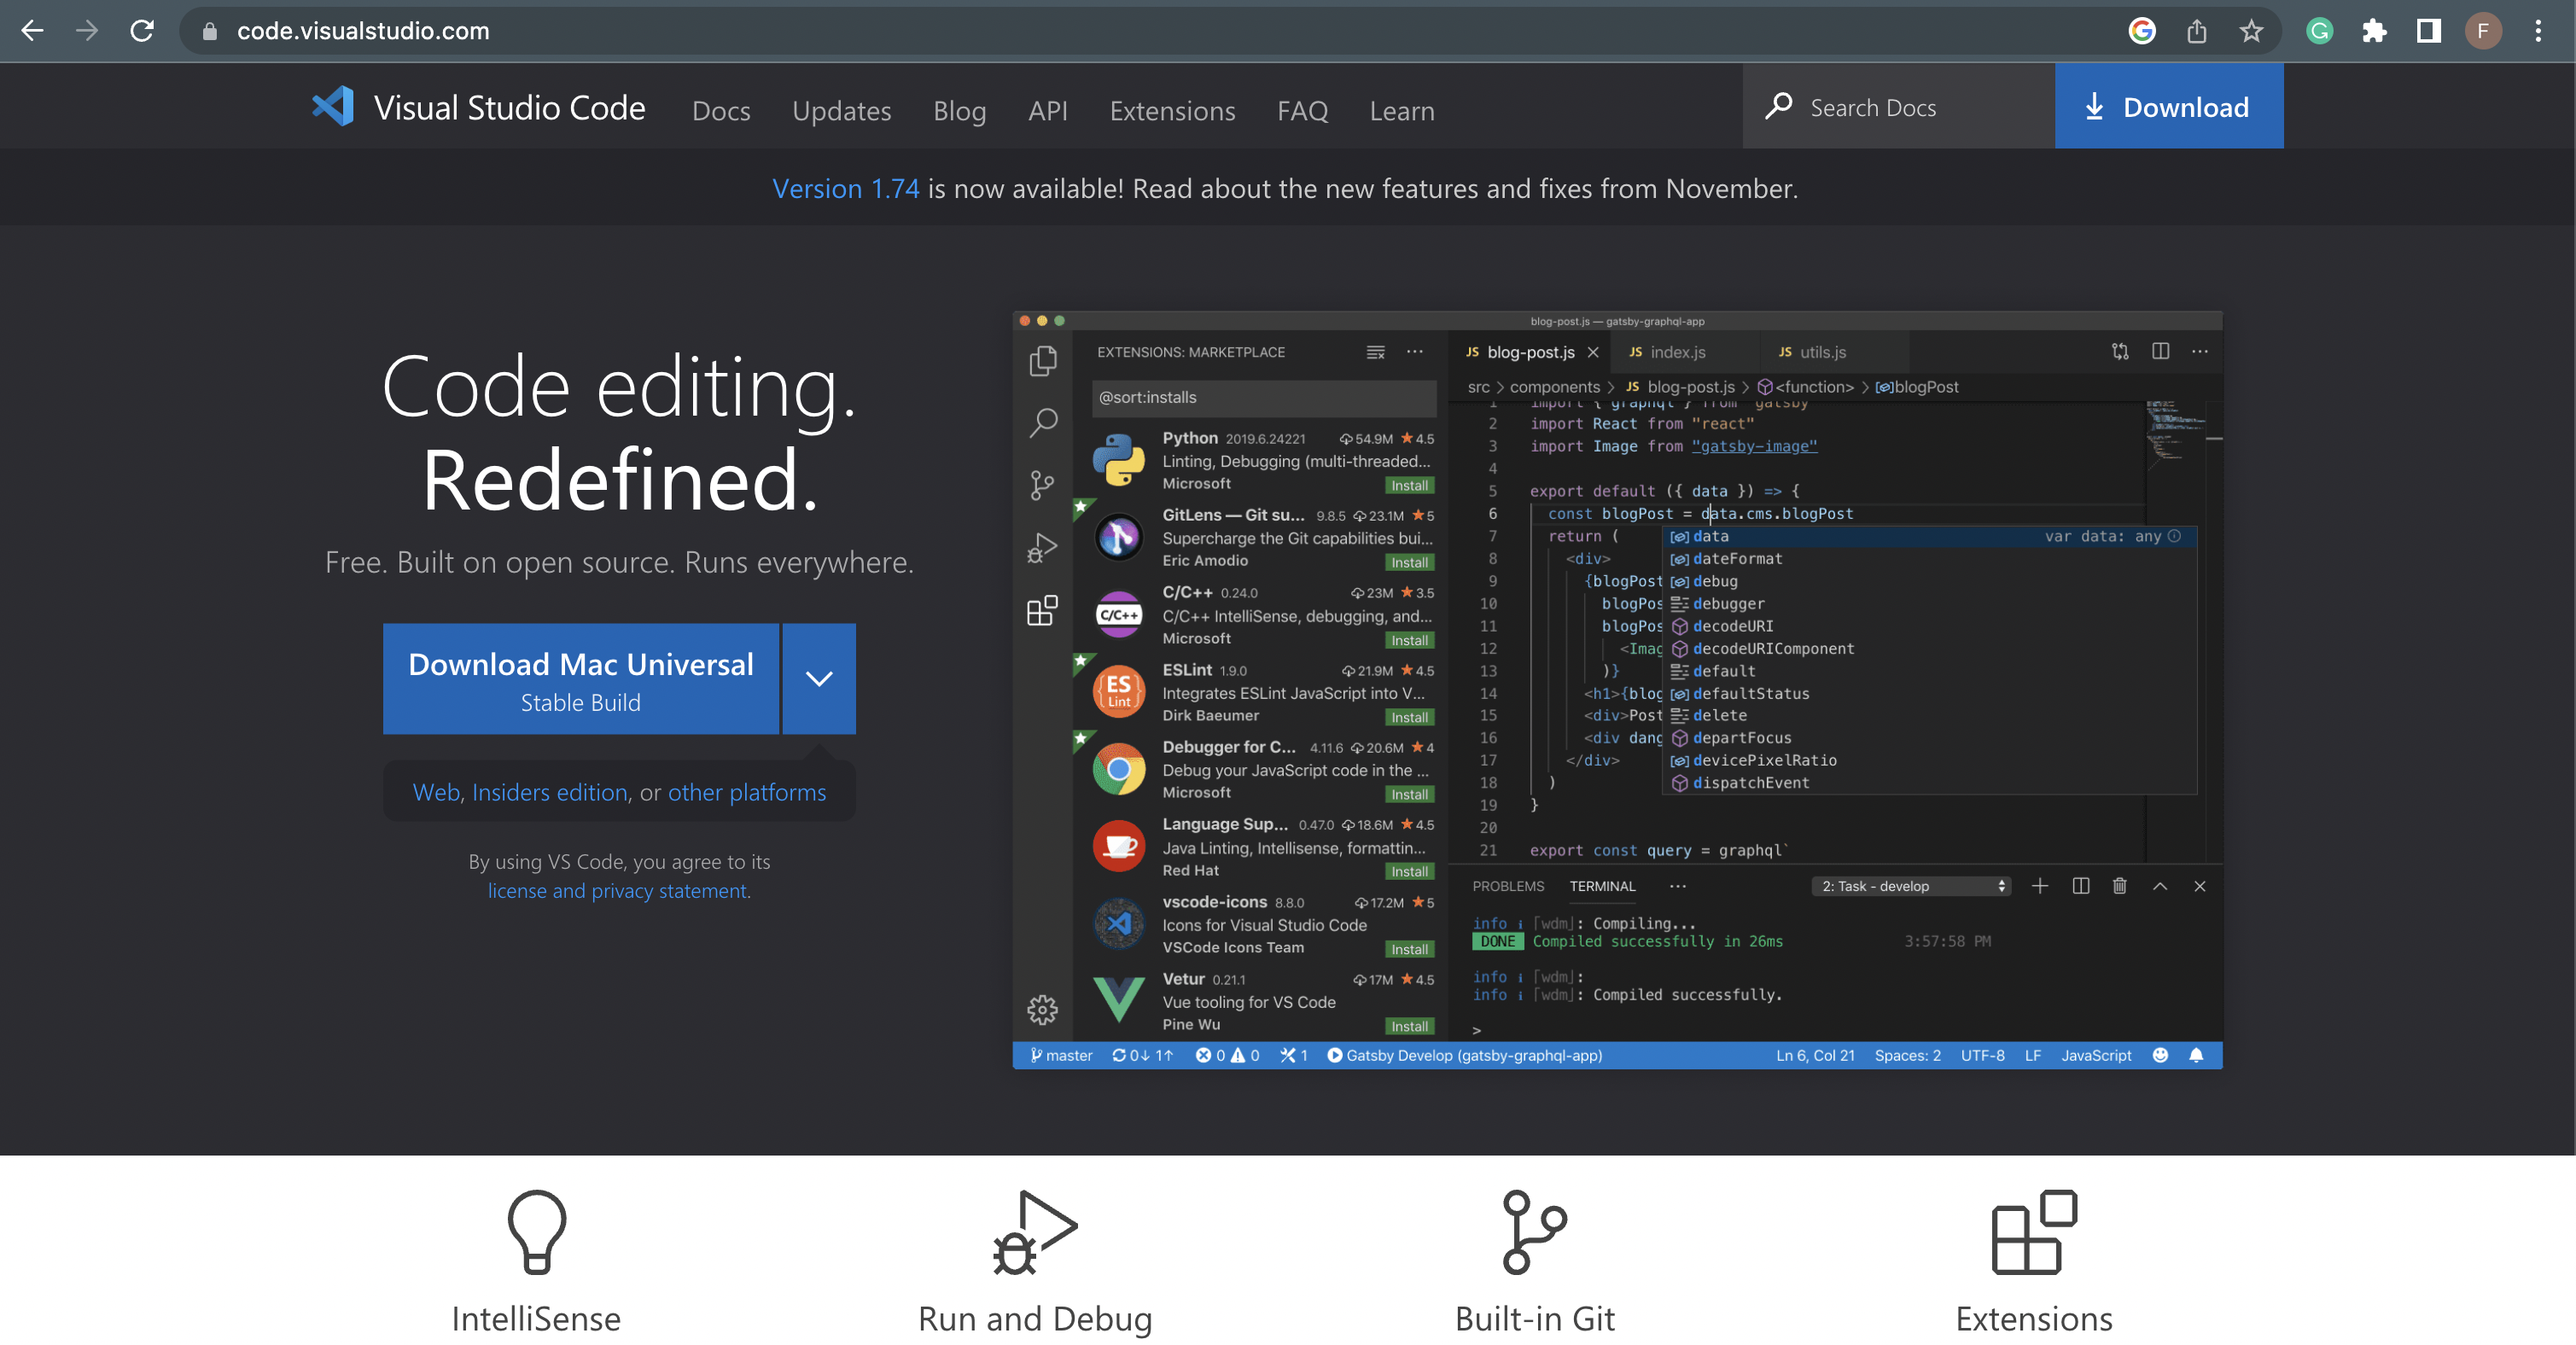 code.visualstudio.com
G
F
Visual Studio Code Docs Updates Blog API Extensions FAQ Learn
Search Docs
Download
Version 1.74 is now available! Read about the new features and fixes from November.
Code editing.
Redefined.
Free. Built on open source. Runs everywhere.
Download Mac Universal
Stable Build
Web, Insiders edition, or other platforms
By using VS Code, you agree to its
license and privacy statement.
blog-post.js — gatsby-graphql-app
EXTENSIONS: MARKETPLACE
@sort:installs
Python 2019.6.24221 54.9M 4.5
Linting, Debugging (multi-threaded...
Microsoft Install
GitLens — Git su... 9.8.5 23.1M 5
Supercharge the Git capabilities bui...
Eric Amodio Install
C/C++
C/C++ 0.24.0 23M 3.5
C/C++ IntelliSense, debugging, and...
Microsoft Install
ES
Lint
ESLint 1.9.0 21.9M 4.5
Integrates ESLint JavaScript into V...
Dirk Baeumer Install
Debugger for C... 4.11.6 20.6M 4
Debug your JavaScript code in the ...
Microsoft Install
Language Sup... 0.47.0 18.6M 4.5
Java Linting, Intellisense, formattin...
Red Hat Install
vscode-icons 8.8.0 17.2M 5
Icons for Visual Studio Code
VSCode Icons Team Install
Vetur 0.21.1 17M 4.5
Vue tooling for VS Code
Pine Wu Install
JS blog-post.js JS index.js JS utils.js
src > components > JS blog-post.js > <function> > blogPost
1 import { graphql } from "gatsby"
2 import React from "react"
3 import Image from "gatsby-image"
4
5 export default ({ data }) => {
6 const blogPost = data.cms.blogPost
7 return (
8 <div>
9 {blogPost
10 blogPos
11 blogPos
12 <Imag
13 )}
14 <h1>{blog
15 <div>Post
16 <div dang
17 </div>
18 )
19 }
20
21 export const query = graphql`
data var data: any
dateFormat
debug
debugger
decodeURI
decodeURIComponent
default
defaultStatus
delete
departFocus
devicePixelRatio
dispatchEvent
PROBLEMS TERMINAL ··· 2: Task - develop
info i ｢wdm｣: Compiling...
DONE Compiled successfully in 26ms 3:57:58 PM
info i ｢wdm｣:
info i ｢wdm｣: Compiled successfully.
>
master 0↓ 1↑ 0 0 1 Gatsby Develop (gatsby-graphql-app) Ln 6, Col 21 Spaces: 2 UTF-8 LF JavaScript
IntelliSense
Run and Debug
Built-in Git
Extensions